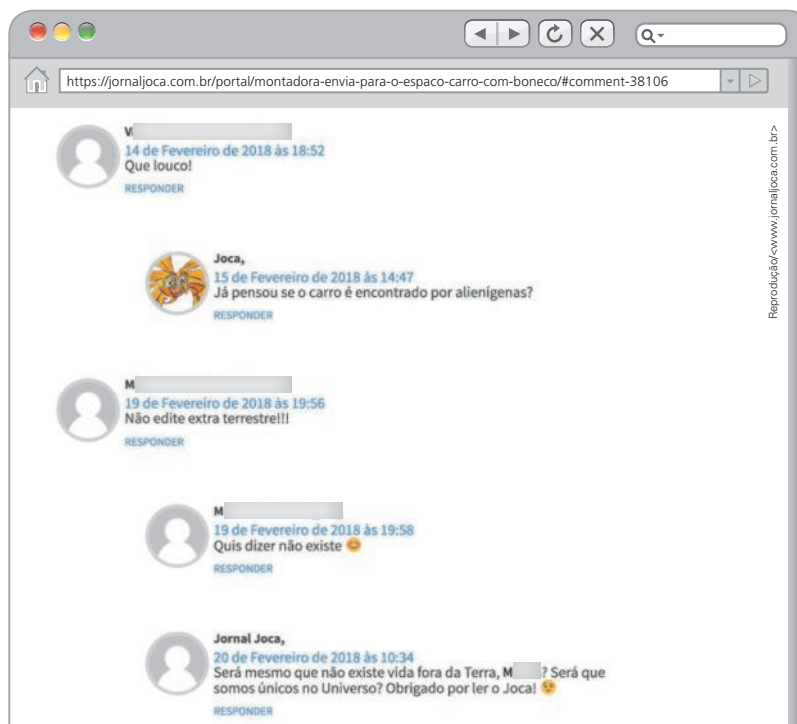 https://jornaljoca.com.br/portal/montadora-envia-para-o-espaco-carro-com-boneco/#comment-38106
V
14 de Fevereiro de 2018 às 18:52
Que louco!
RESPONDER
Joca,
15 de Fevereiro de 2018 às 14:47
Já pensou se o carro é encontrado por alienígenas?
RESPONDER
M
19 de Fevereiro de 2018 às 19:56
Não edite extra terrestre!!!
RESPONDER
M
19 de Fevereiro de 2018 às 19:58
Quis dizer não existe 😊
RESPONDER
Jornal Joca,
20 de Fevereiro de 2018 às 10:34
Será mesmo que não existe vida fora da Terra, M ? Será que
somos únicos no Universo? Obrigado por ler o Joca! 😉
RESPONDER
Reprodução/<www.jornaljoca.com.br>